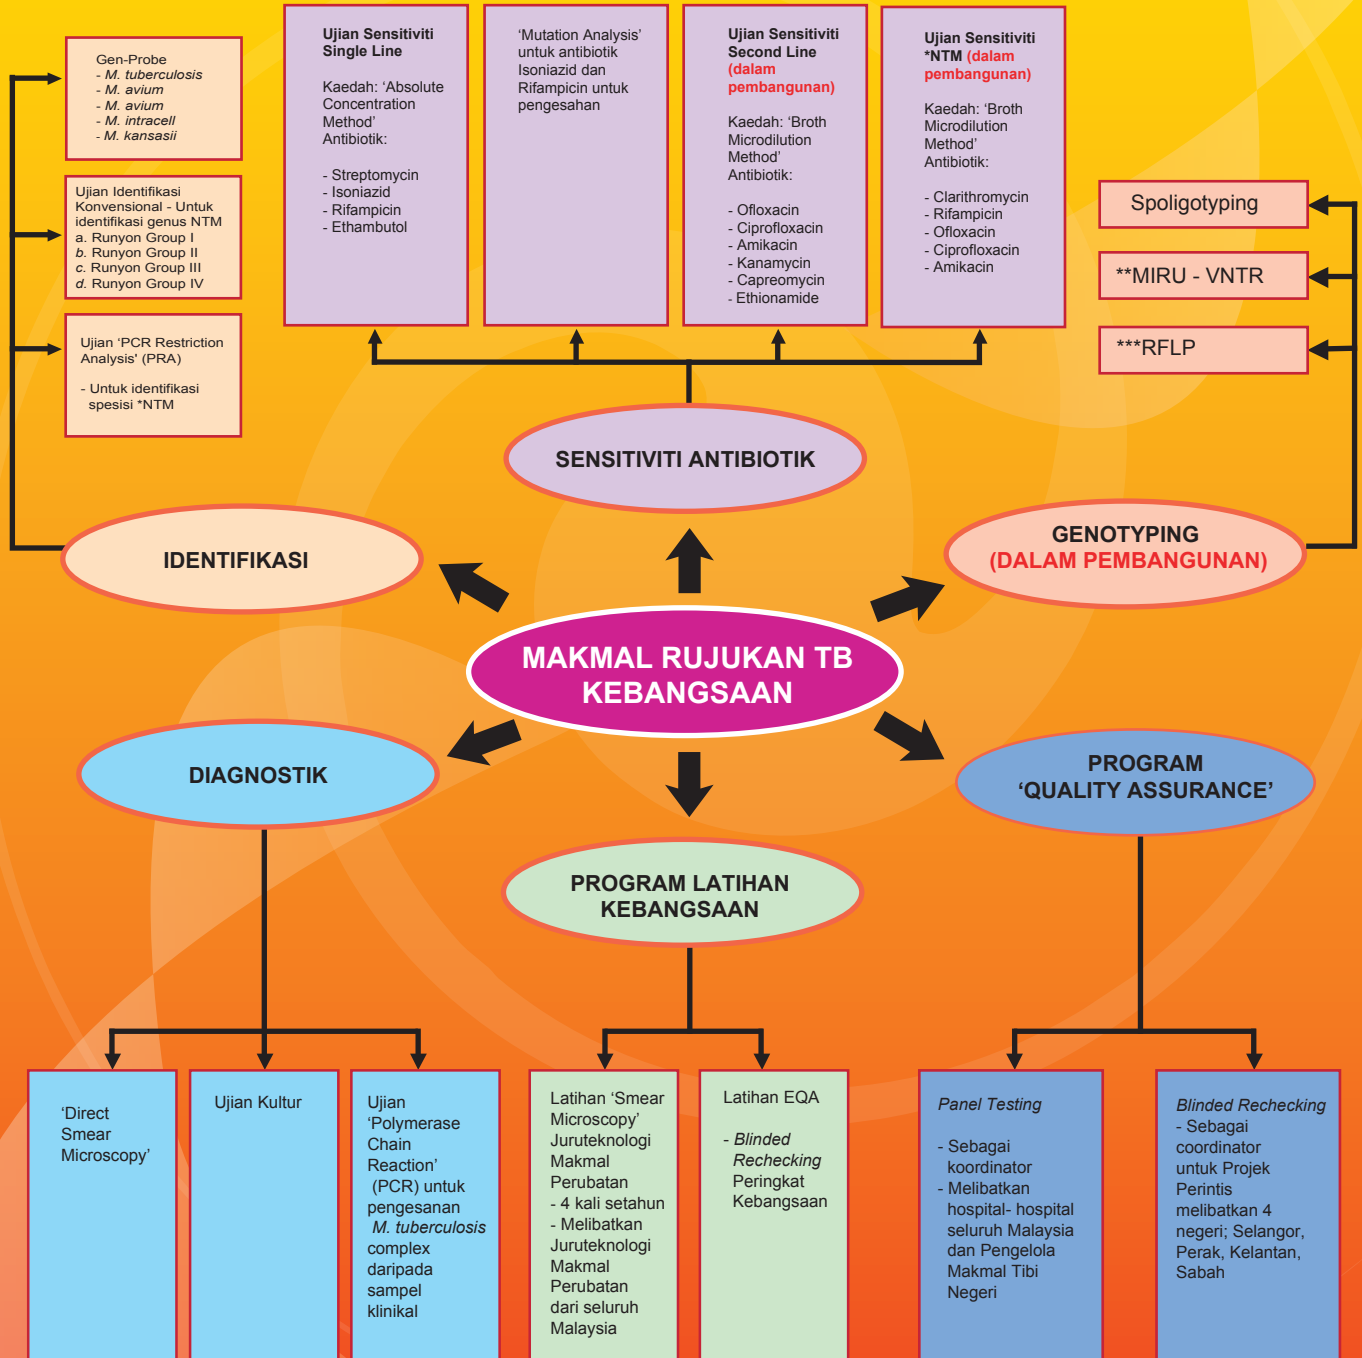 Gen-Probe
- M. tuberculosis
- M. avium
- M. avium
- M. intracell
- M. kansasii
Ujian Identifikasi
Konvensional - Untuk
identifikasi genus NTM
a. Runyon Group I
b. Runyon Group II
c. Runyon Group III
d. Runyon Group IV
Ujian ‘PCR Restriction
Analysis' (PRA)
- Untuk identifikasi
spesisi *NTM
Ujian Sensitiviti
Single Line
Kaedah: ‘Absolute
Concentration
Method’
Antibiotik:
- Streptomycin
- Isoniazid
- Rifampicin
- Ethambutol
‘Mutation Analysis’
untuk antibiotik
Isoniazid dan
Rifampicin untuk
pengesahan
Ujian Sensitiviti
Second Line
(dalam
pembangunan)
Kaedah: ‘Broth
Microdilution
Method’
Antibiotik:
- Ofloxacin
- Ciprofloxacin
- Amikacin
- Kanamycin
- Capreomycin
- Ethionamide
Ujian Sensitiviti
*NTM (dalam
pembangunan)
Kaedah: ‘Broth
Microdilution
Method’
Antibiotik:
- Clarithromycin
- Rifampicin
- Ofloxacin
- Ciprofloxacin
- Amikacin
Spoligotyping
**MIRU - VNTR
***RFLP
SENSITIVITI ANTIBIOTIK
IDENTIFIKASI
GENOTYPING
(DALAM PEMBANGUNAN)
MAKMAL RUJUKAN TB
KEBANGSAAN
DIAGNOSTIK
PROGRAM
‘QUALITY ASSURANCE’
PROGRAM LATIHAN
KEBANGSAAN
‘Direct
Smear
Microscopy’
Ujian Kultur
Ujian
‘Polymerase
Chain
Reaction’
(PCR) untuk
pengesanan
M. tuberculosis
complex
daripada
sampel
klinikal
Latihan ‘Smear
Microscopy’
Juruteknologi
Makmal
Perubatan
- 4 kali setahun
- Melibatkan
Juruteknologi
Makmal
Perubatan
dari seluruh
Malaysia
Latihan EQA
- Blinded
Rechecking
Peringkat
Kebangsaan
Panel Testing
- Sebagai
koordinator
- Melibatkan
hospital- hospital
seluruh Malaysia
dan Pengelola
Makmal Tibi
Negeri
Blinded Rechecking
- Sebagai
coordinator
untuk Projek
Perintis
melibatkan 4
negeri; Selangor,
Perak, Kelantan,
Sabah